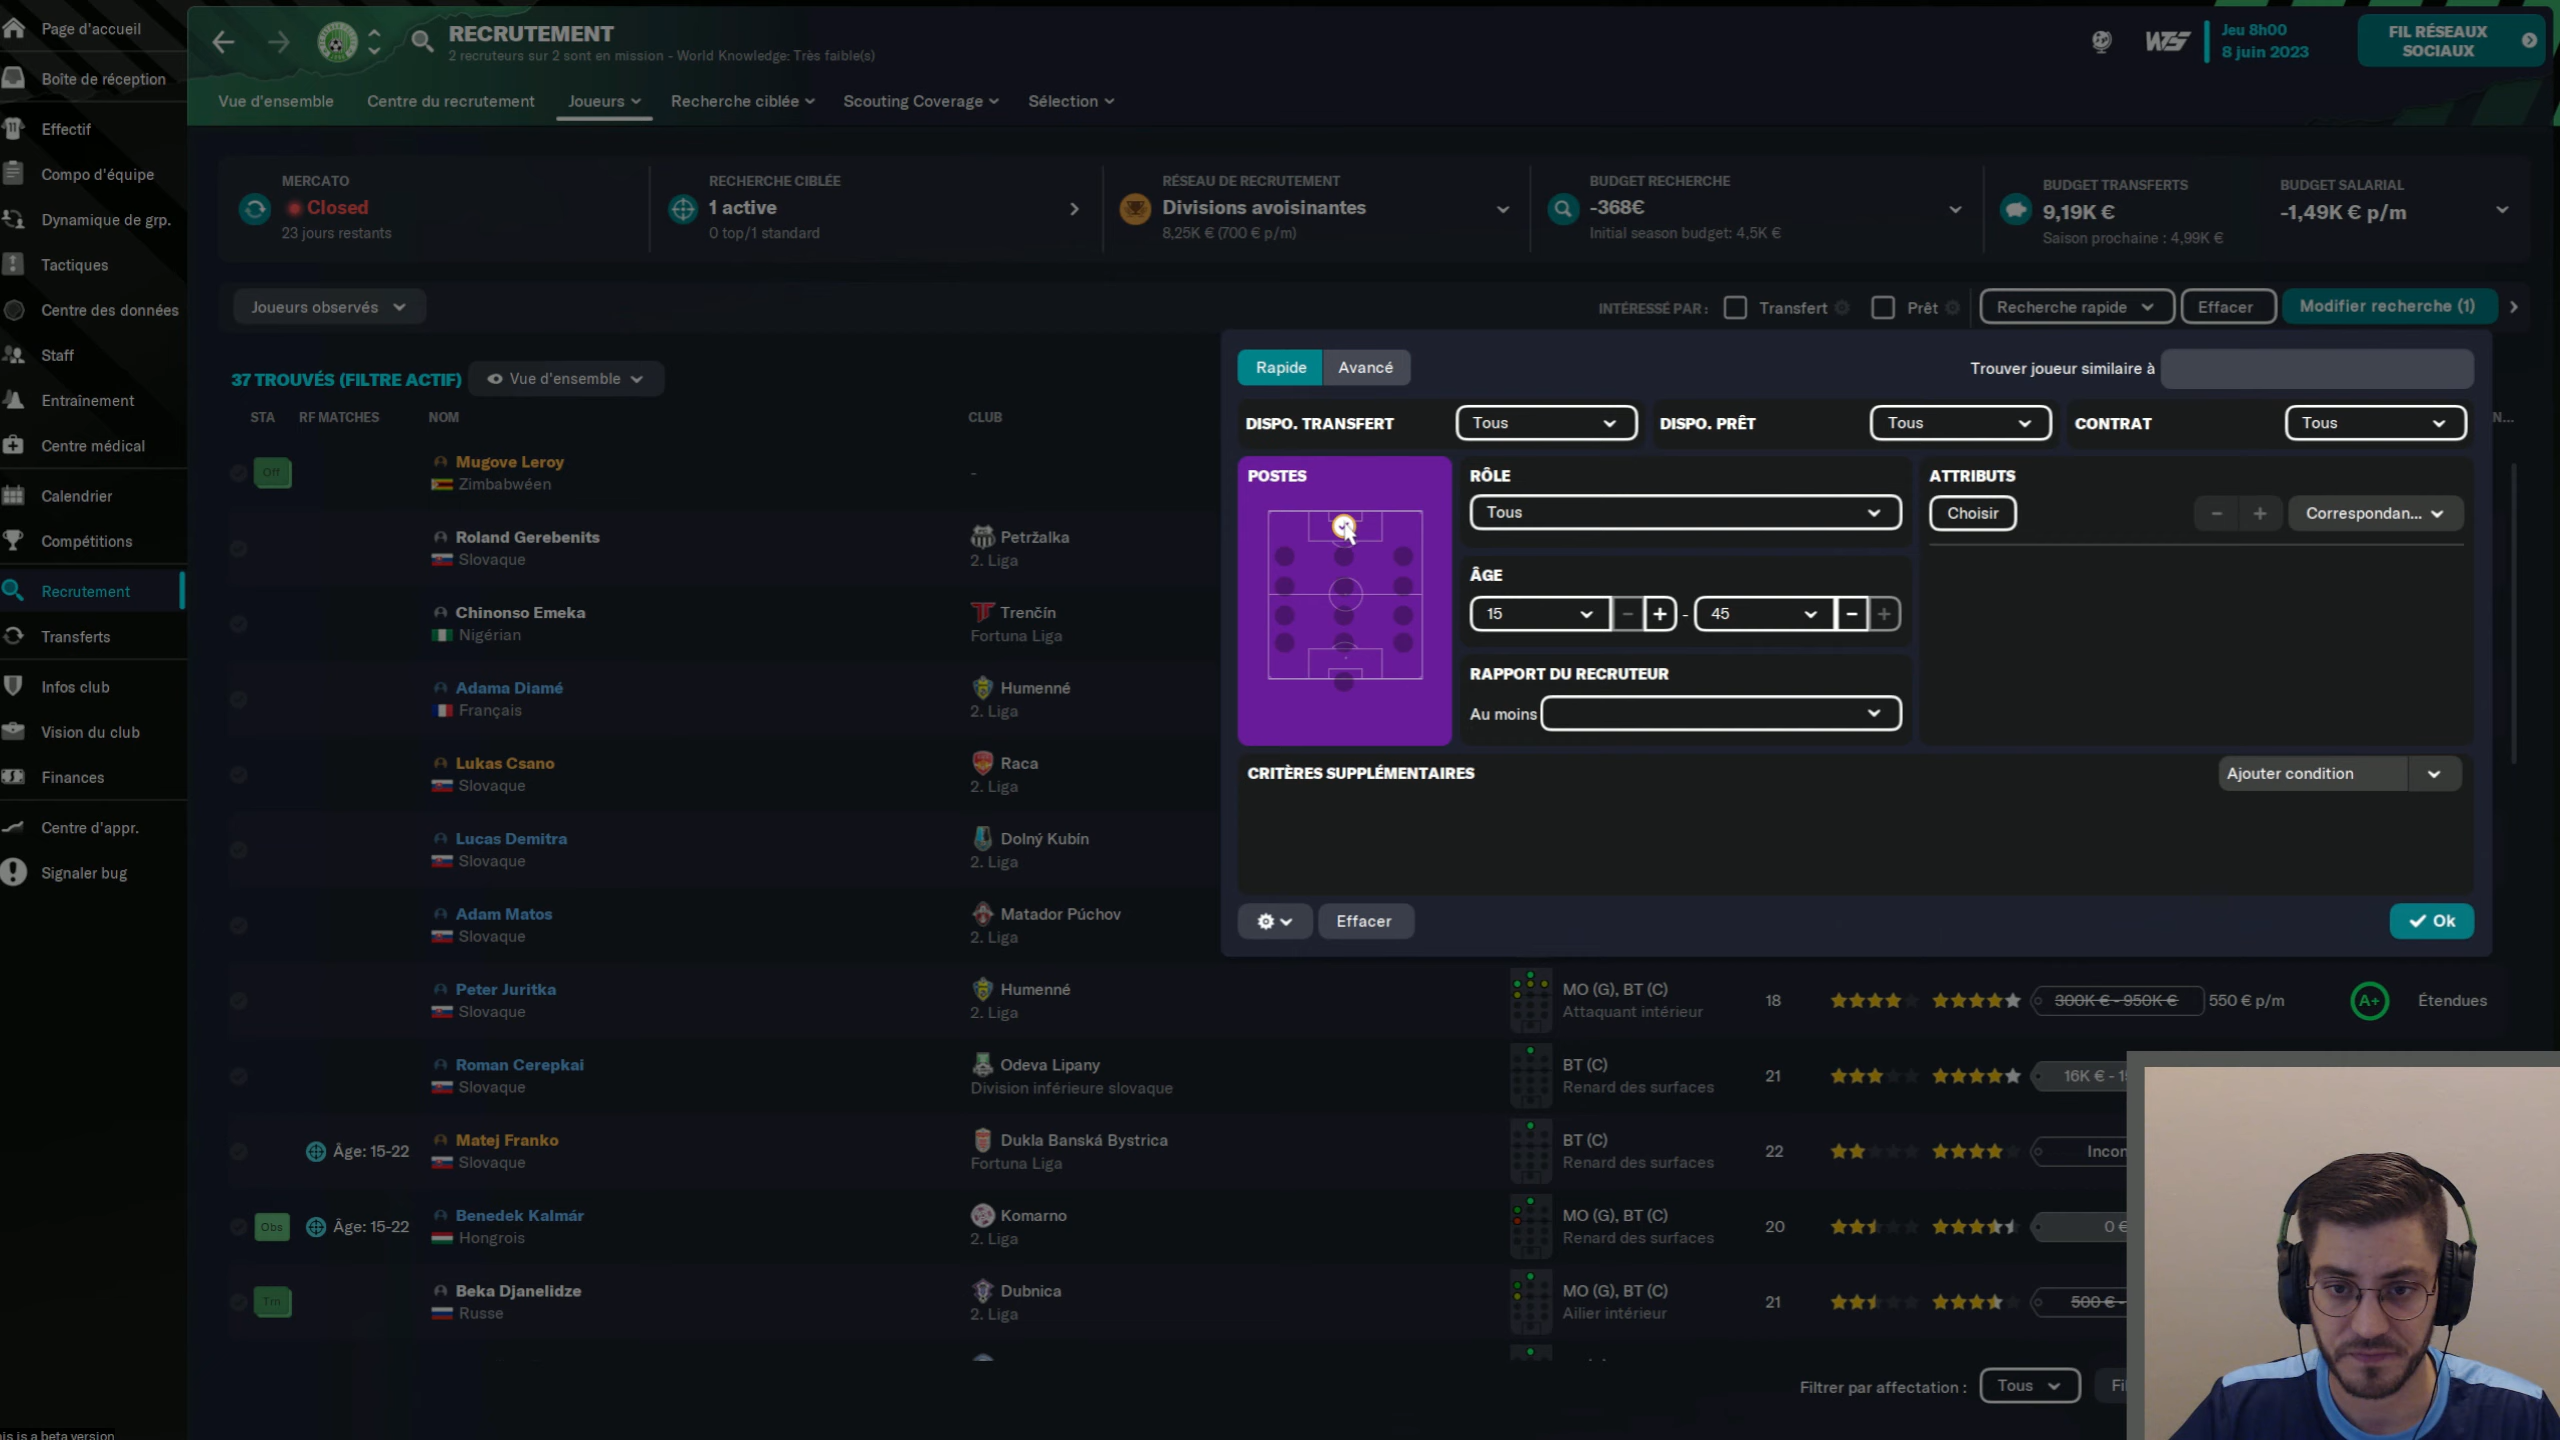 Page d'accueil
Boîte de réception
Effectif
Compo d'équipe
Dynamique de grp.
Tactiques
Centre des données
Staff
Entraînement
Centre médical
Calendrier
Compétitions
Recrutement
Transferts
Infos club
Vision du club
Finances
Centre d'appr.
Signaler bug
RECRUTEMENT
2 recruteurs sur 2 sont en mission - World Knowledge: Très faible(s)
Jeu 8h00
8 juin 2023
FIL RÉSEAUX
SOCIAUX
Vue d'ensemble Centre du recrutement Joueurs Recherche ciblée Scouting Coverage Sélection
MERCATO
Closed
23 jours restants
RECHERCHE CIBLÉE
1 active
0 top/1 standard
RÉSEAU DE RECRUTEMENT
Divisions avoisinantes
8,25K € (700 € p/m)
BUDGET RECHERCHE
-368€
Initial season budget: 4,5K €
BUDGET TRANSFERTS
9,19K €
Saison prochaine : 4,99K €
BUDGET SALARIAL
-1,49K € p/m
Joueurs observés
INTÉRESSÉ PAR : Transfert Prêt Recherche rapide Effacer Modifier recherche (1)
37 TROUVÉS (FILTRE ACTIF) Vue d'ensemble
STA RF MATCHES NOM CLUB
Off Mugove Leroy -
Zimbabwéen
Roland Gerebenits Petržalka
Slovaque 2. Liga
Chinonso Emeka Trenčín
Nigérian Fortuna Liga
Adama Diamé Humenné
Français 2. Liga
Lukas Csano Raca
Slovaque 2. Liga
Lucas Demitra Dolný Kubín
Slovaque 2. Liga
Adam Matos Matador Púchov
Slovaque 2. Liga
Peter Juritka Humenné MO (G), BT (C) 18 300K € - 950K € 550 € p/m A+ Étendues
Slovaque 2. Liga Attaquant intérieur
Roman Cerepkai Odeva Lipany BT (C) 21 16K € - 1
Slovaque Division inférieure slovaque Renard des surfaces
Âge: 15-22 Matej Franko Dukla Banská Bystrica BT (C) 22 Incon
Slovaque Fortuna Liga Renard des surfaces
Obs Âge: 15-22 Benedek Kalmár Komarno MO (G), BT (C) 20 0 €
Hongrois 2. Liga Renard des surfaces
Trn Beka Djanelidze Dubnica MO (G), BT (C) 21 500 € -
Russe 2. Liga Ailier intérieur
Filtrer par affectation : Tous Fi
Rapide Avancé Trouver joueur similaire à
DISPO. TRANSFERT Tous DISPO. PRÊT Tous CONTRAT Tous
N...
POSTES
RÔLE
Tous
ÂGE
15 - + - 45 - +
RAPPORT DU RECRUTEUR
Au moins
ATTRIBUTS
Choisir - + Correspondan...
CRITÈRES SUPPLÉMENTAIRES Ajouter condition
Effacer Ok
is is a beta version